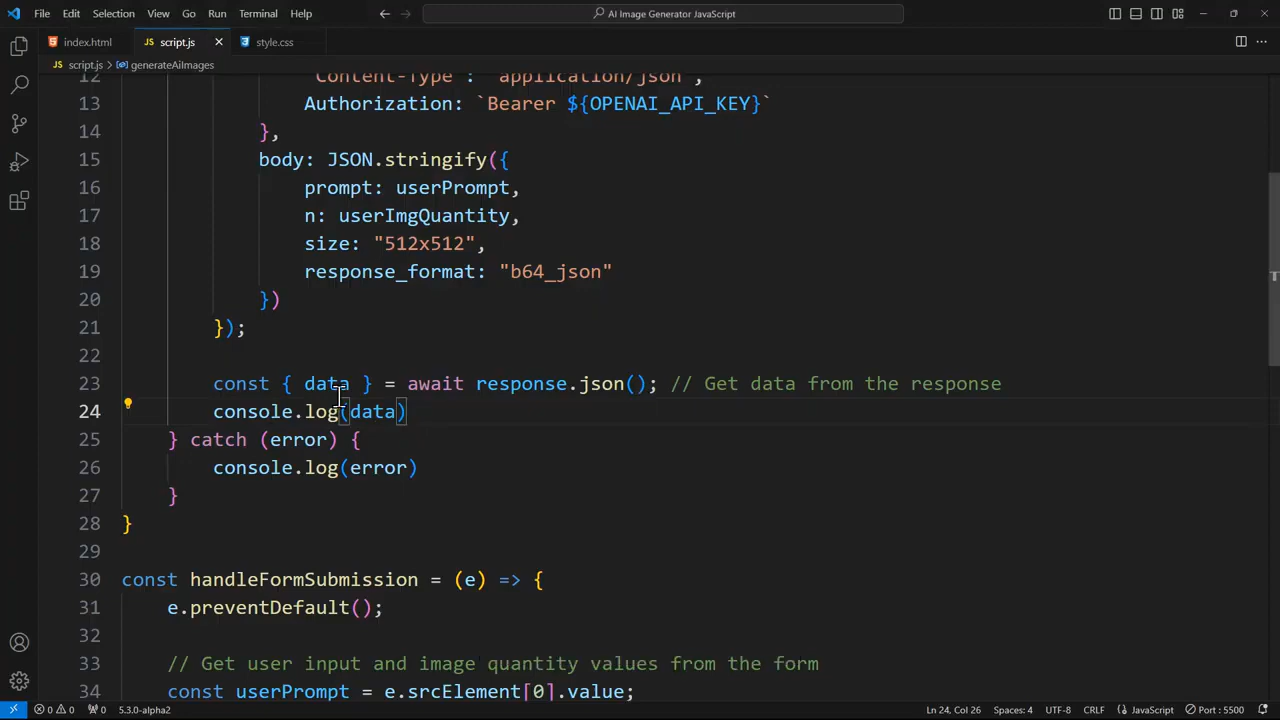 File Edit Selection View Go Run Terminal Help
AI Image Generator JavaScript
index.html script.js style.css
script.js > generateAiImages
12 "Content-Type": "application/json",
13 Authorization: `Bearer ${OPENAI_API_KEY}`
14 },
15 body: JSON.stringify({
16 prompt: userPrompt,
17 n: userImgQuantity,
18 size: "512x512",
19 response_format: "b64_json"
20 })
21 });
22
23 const { data } = await response.json(); // Get data from the response
24 console.log(data)
25 } catch (error) {
26 console.log(error)
27 }
28 }
29
30 const handleFormSubmission = (e) => {
31 e.preventDefault();
32
33 // Get user input and image quantity values from the form
34 const userPrompt = e.srcElement[0].value;
0 0 0 5.3.0-alpha2 Ln 24, Col 26 Spaces: 4 UTF-8 CRLF JavaScript Port : 5500